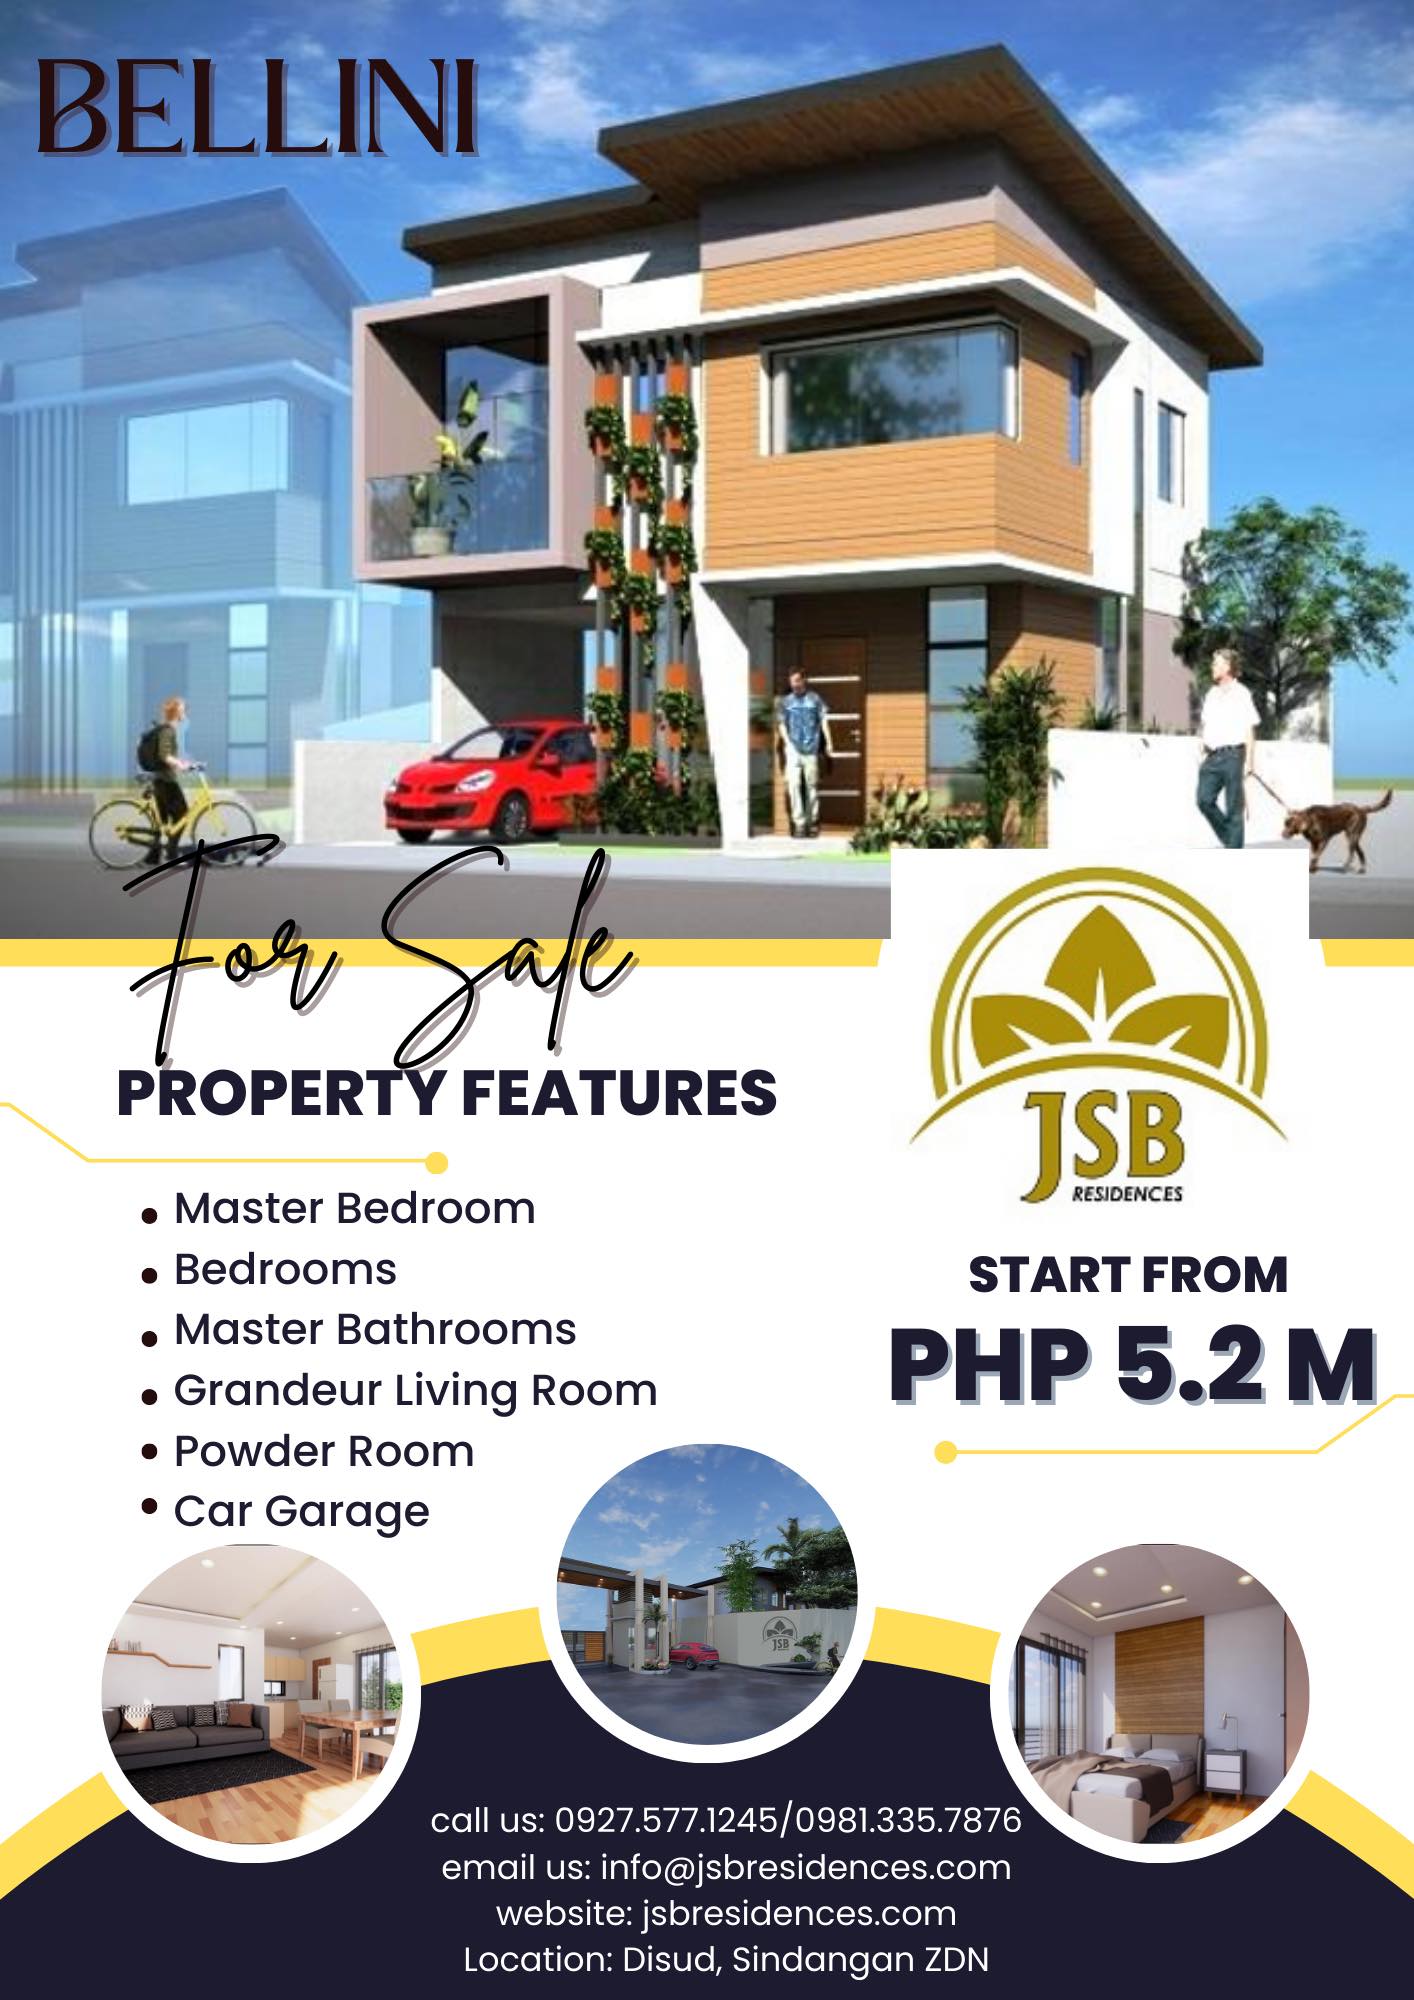 BELLINI
For Sale
PROPERTY FEATURES
• Master Bedroom
• Bedrooms
• Master Bathrooms
• Grandeur Living Room
• Powder Room
• Car Garage
JSB
RESIDENCES
START FROM
PHP 5.2 M
JSB
call us: 0927.577.1245/0981.335.7876
email us: info@jsbresidences.com
website: jsbresidences.com
Location: Disud, Sindangan ZDN